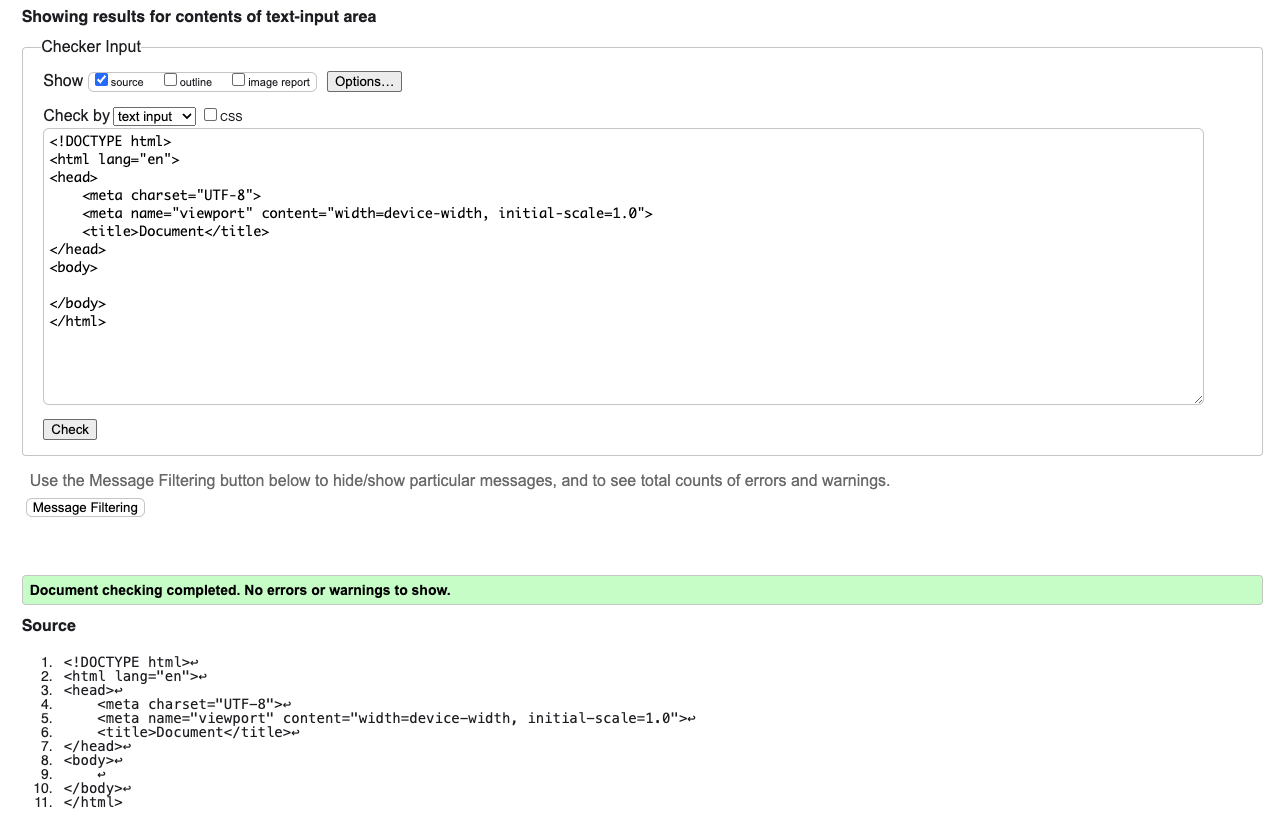 Showing results for contents of text-input area
Checker Input
Show source outline image report Options...
Check by text input css
<!DOCTYPE html>
<html lang="en">
<head>
    <meta charset="UTF-8">
    <meta name="viewport" content="width=device-width, initial-scale=1.0">
    <title>Document</title>
</head>
<body>

</body>
</html>
Check
Use the Message Filtering button below to hide/show particular messages, and to see total counts of errors and warnings.
Message Filtering
Document checking completed. No errors or warnings to show.
Source
1. <!DOCTYPE html>↩
2. <html lang="en">↩
3. <head>↩
4.     <meta charset="UTF-8">↩
5.     <meta name="viewport" content="width=device-width, initial-scale=1.0">↩
6.     <title>Document</title>↩
7. </head>↩
8. <body>↩
9.     ↩
10. </body>↩
11. </html>